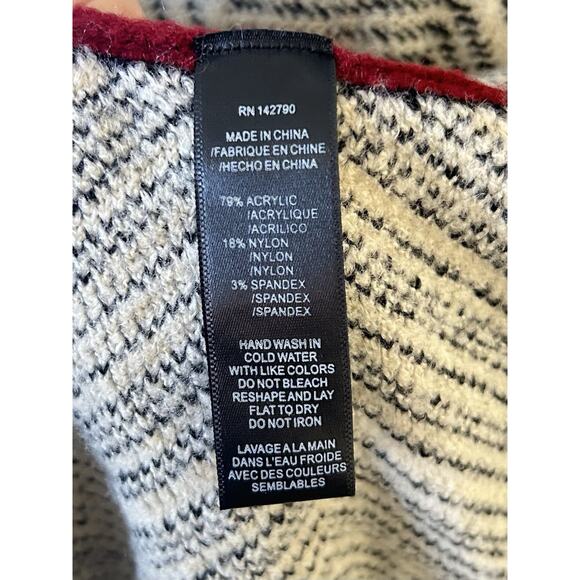 RN 142790
MADE IN CHINA
/FABRIQUE EN CHINE
/HECHO EN CHINA
79% ACRYLIC
/ACRYLIQUE
/ACRILICO
18% NYLON
/NYLON
/NYLON
3% SPANDEX
/SPANDEX
/SPANDEX
HAND WASH IN
COLD WATER
WITH LIKE COLORS
DO NOT BLEACH
RESHAPE AND LAY
FLAT TO DRY
DO NOT IRON
LAVAGE A LA MAIN
DANS L'EAU FROIDE
AVEC DES COULEURS
SEMBLABLES